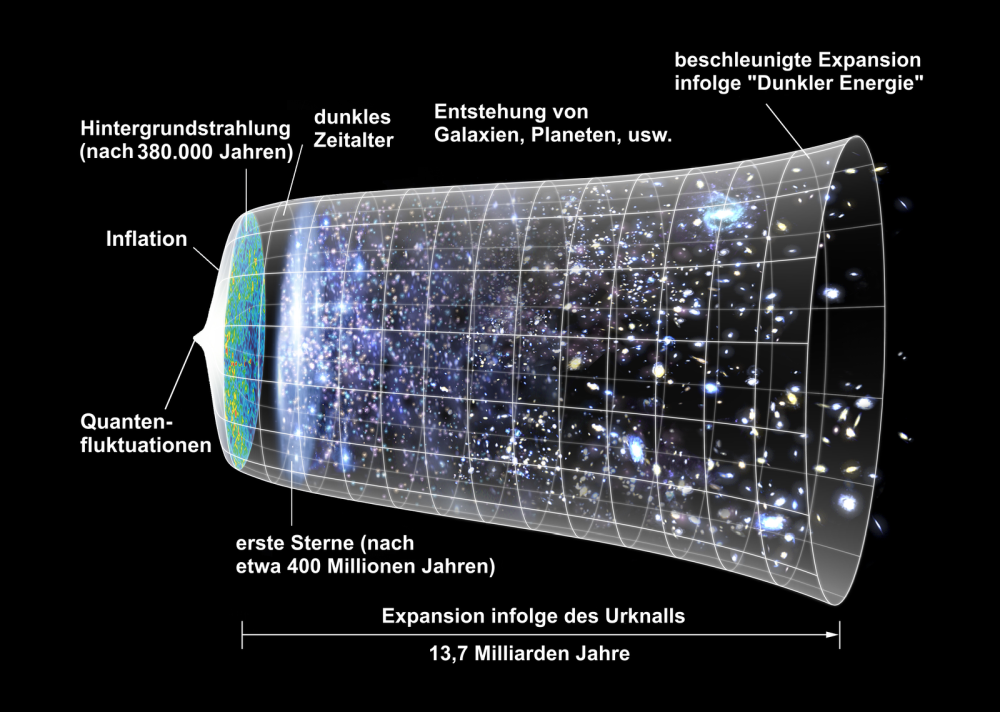 beschleunigte Expansion
infolge "Dunkler Energie"
Entstehung von
Galaxien, Planeten, usw.
dunkles
Zeitalter
Hintergrundstrahlung
(nach 380.000 Jahren)
Inflation
Quanten-
fluktuationen
erste Sterne (nach
etwa 400 Millionen Jahren)
Expansion infolge des Urknalls
13,7 Milliarden Jahre